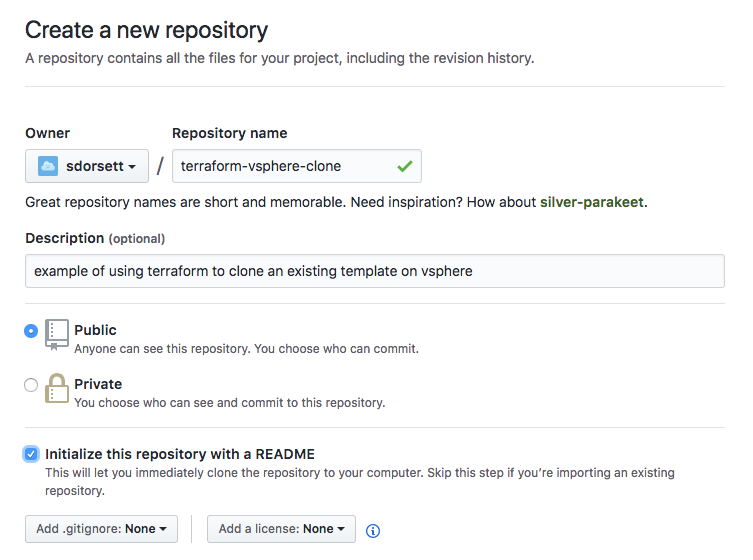 Create a new repository
A repository contains all the files for your project, including the revision history.
Owner
Repository name
sdorsett
/
terraform-vsphere-clone
Great repository names are short and memorable. Need inspiration? How about silver-parakeet.
Description (optional)
example of using terraform to clone an existing template on vsphere
Public
Anyone can see this repository. You choose who can commit.
Private
You choose who can see and commit to this repository.
Initialize this repository with a README
This will let you immediately clone the repository to your computer. Skip this step if you’re importing an existing
repository.
Add .gitignore: None
Add a license: None